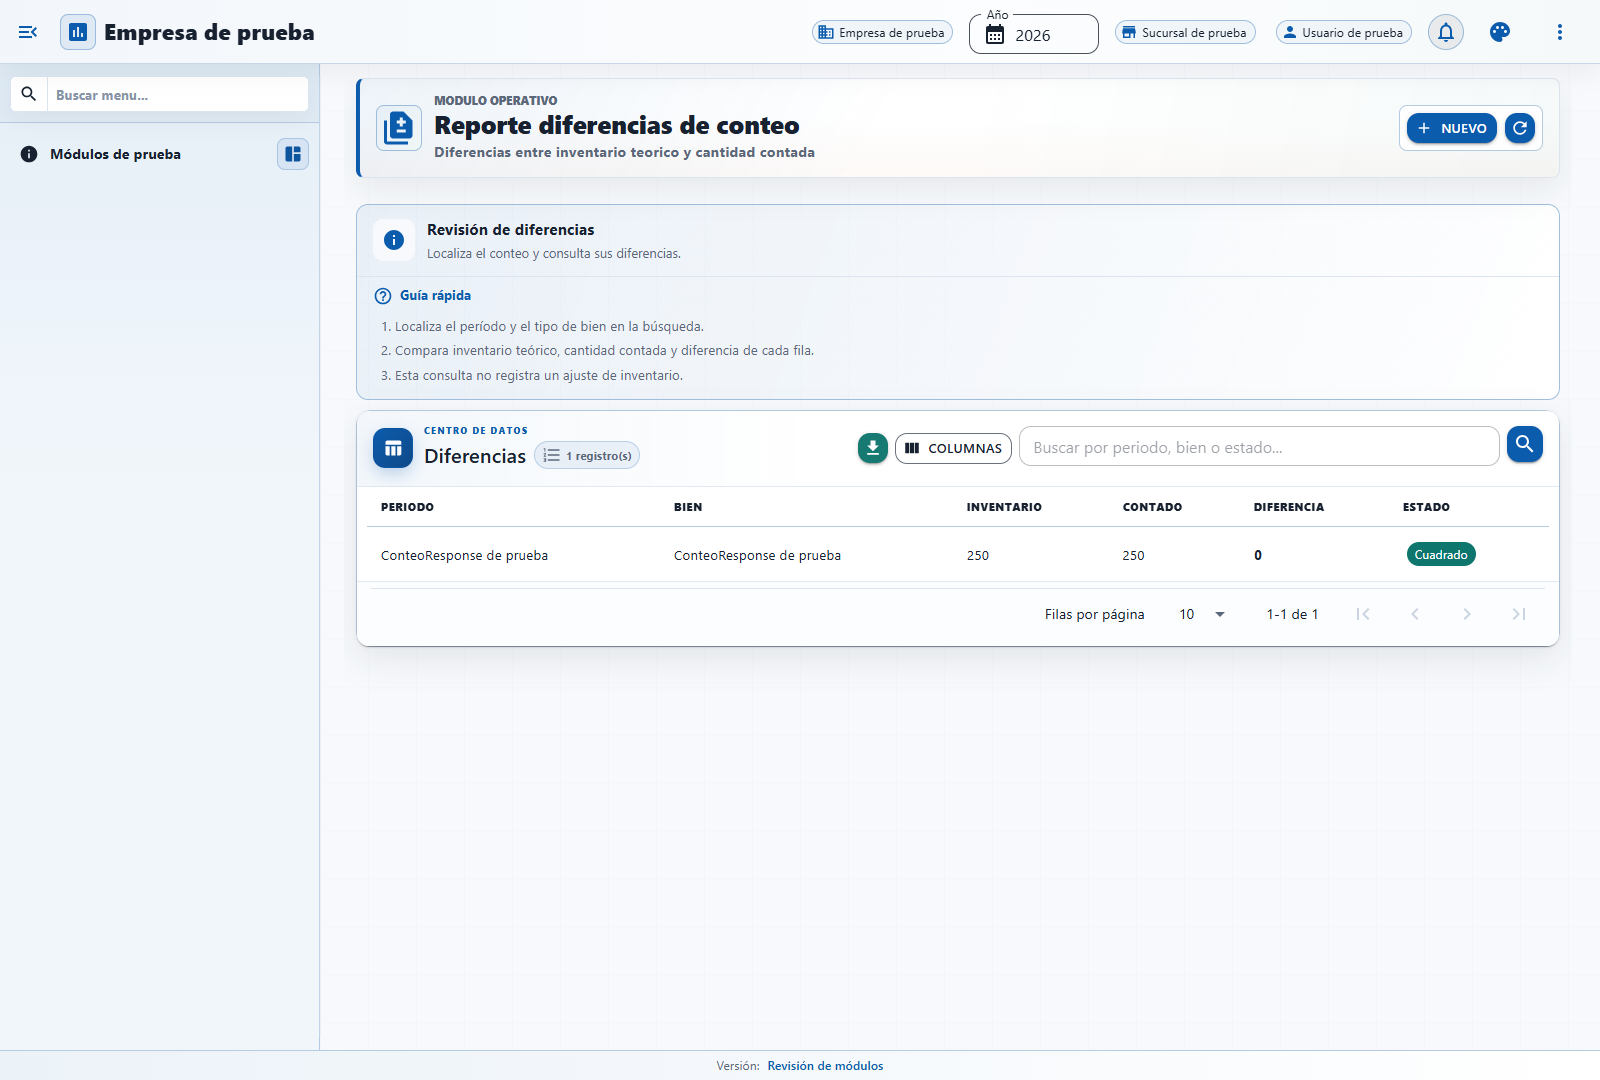 Empresa de prueba
Empresa de prueba
Año
2026
Sucursal de prueba
Usuario de prueba
Buscar menu...
Módulos de prueba
MODULO OPERATIVO
Reporte diferencias de conteo
Diferencias entre inventario teorico y cantidad contada
NUEVO
Revisión de diferencias
Localiza el conteo y consulta sus diferencias.
Guía rápida
1. Localiza el período y el tipo de bien en la búsqueda.
2. Compara inventario teórico, cantidad contada y diferencia de cada fila.
3. Esta consulta no registra un ajuste de inventario.
CENTRO DE DATOS
Diferencias
1 registro(s)
COLUMNAS
Buscar por periodo, bien o estado...
PERIODO BIEN INVENTARIO CONTADO DIFERENCIA ESTADO
ConteoResponse de prueba ConteoResponse de prueba 250 250 0 Cuadrado
Filas por página 10 1-1 de 1
Versión: Revisión de módulos